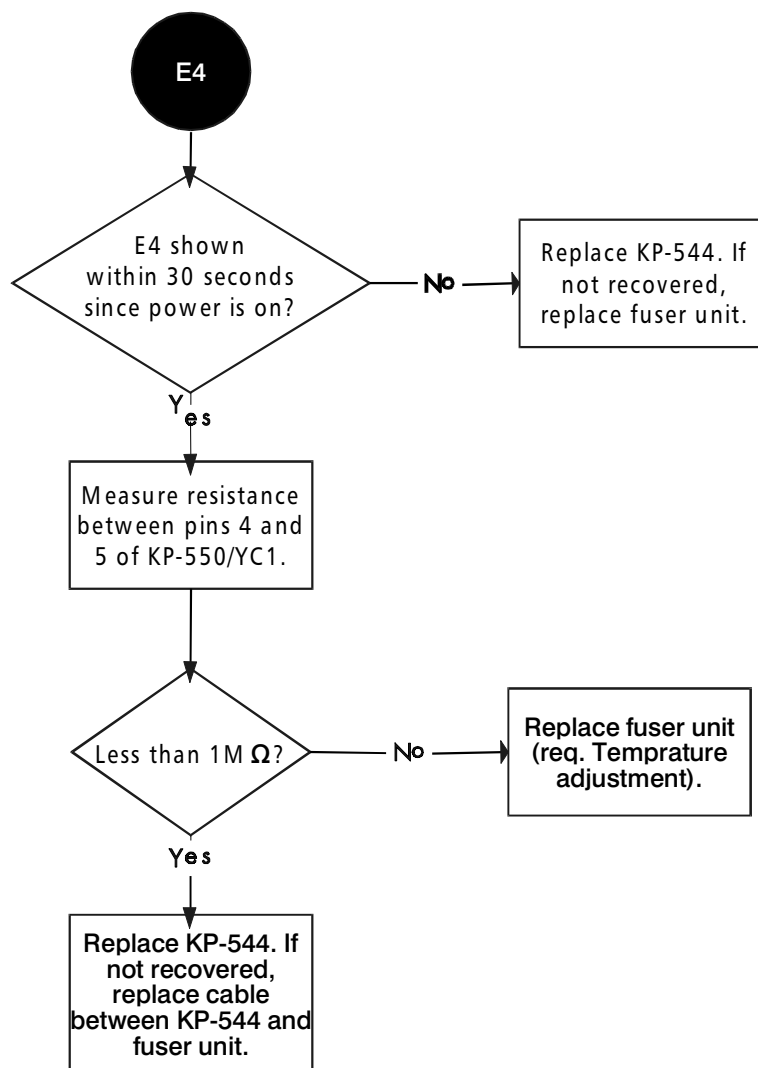 E4
E4 shown
within 30 seconds
since power is on?
No
Replace KP-544. If
not recovered,
replace fuser unit.
Yes
Measure resistance
between pins 4 and
5 of KP-550/YC1.
Less than 1M Ω?
No
Replace fuser unit
(req. Temprature
adjustment).
Yes
Replace KP-544. If
not recovered,
replace cable
between KP-544 and
fuser unit.